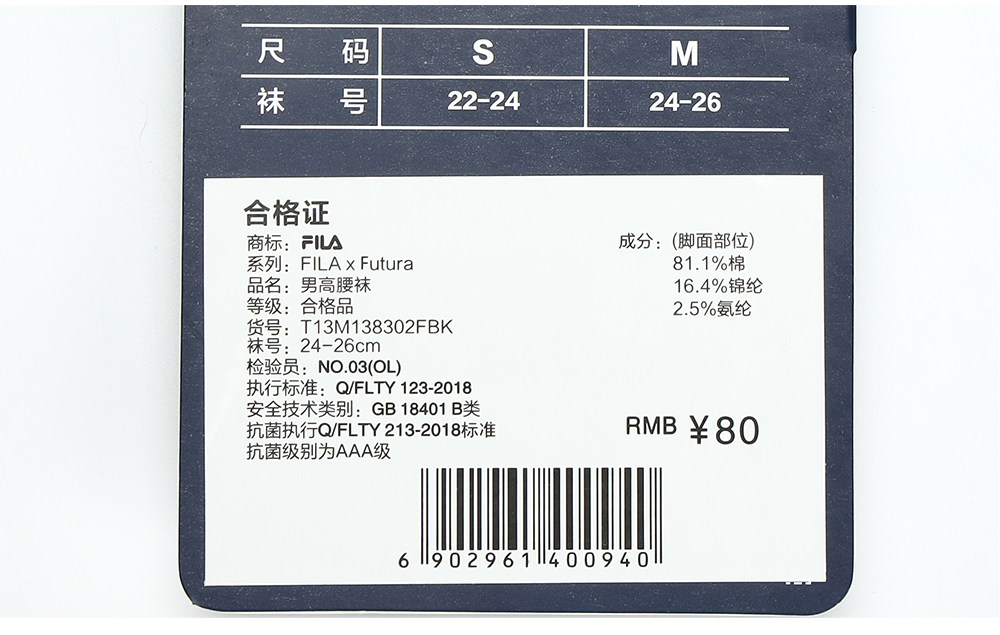 尺 码 S M
袜 号 22-24 24-26
合格证
商标：FILA
系列：FILA x Futura
品名：男高腰袜
等级：合格品
货号：T13M138302FBK
袜号：24-26cm
检验员：NO.03(OL)
执行标准：Q/FLTY 123-2018
安全技术类别：GB 18401 B类
抗菌执行Q/FLTY 213-2018标准
抗菌级别为AAA级
成分：(脚面部位)
81.1%棉
16.4%锦纶
2.5%氨纶
RMB ¥80
6 902961 400940